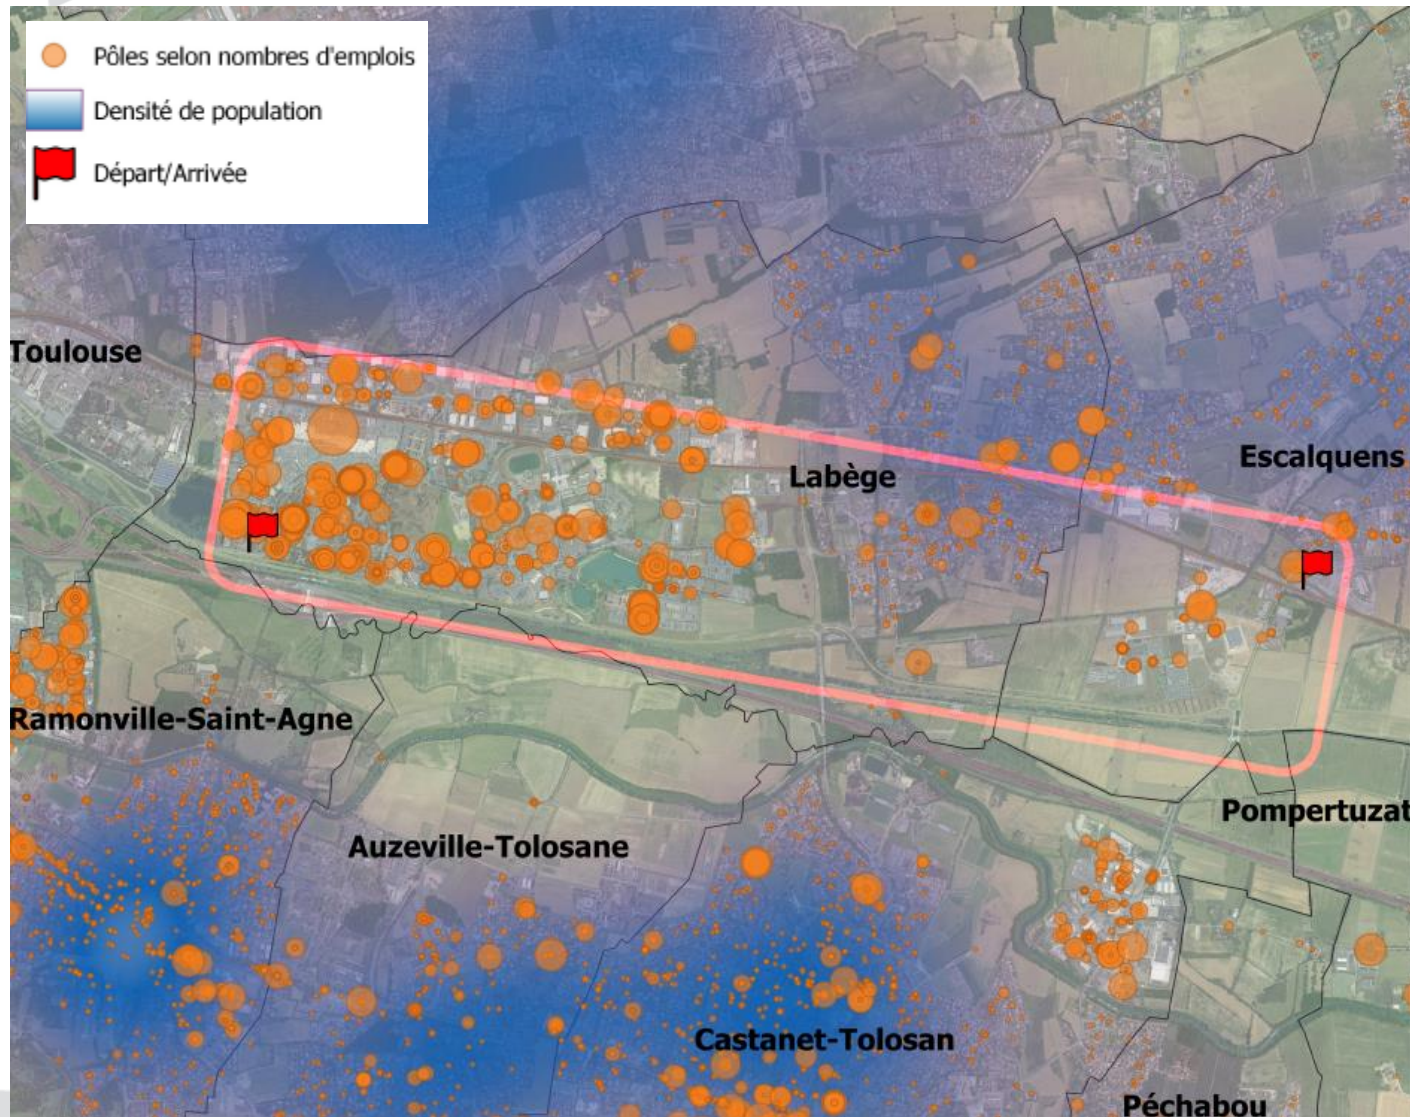 Pôles selon nombres d'emplois
Densité de population
Départ/Arrivée
Toulouse
Escalquens
Labège
Ramonville-Saint-Agne
Pompertuzat
Auzeville-Tolosane
Castanet-Tolosan
Péchabou